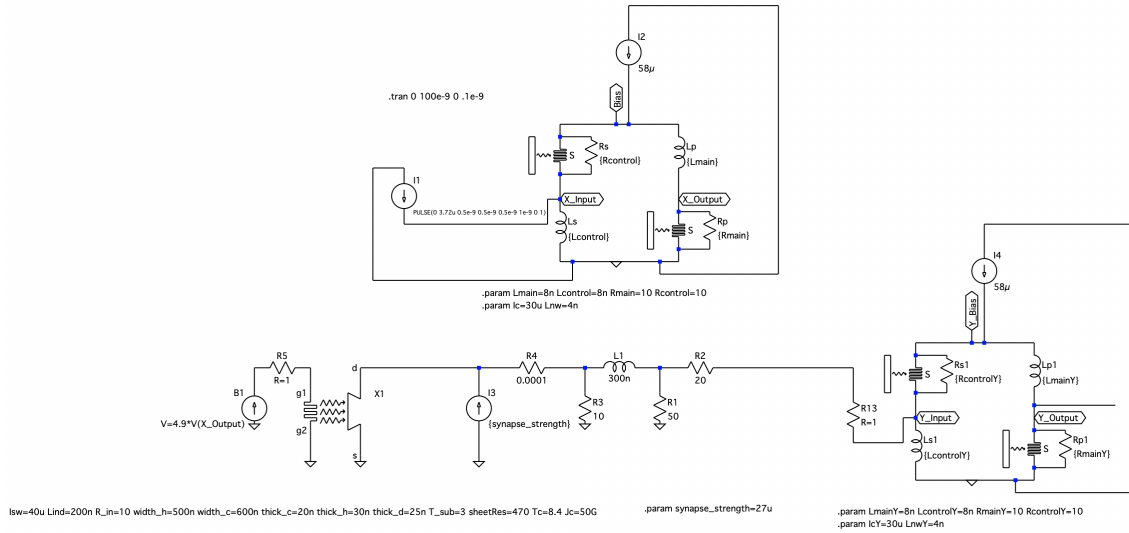 I2
58µ
.tran 0 100e-9 0 .1e-9
Bias
S
Rs
{Rcontrol}
Lp
{Lmain}
I1
PULSE(0 3.72u 0.5e-9 0.5e-9 0.5e-9 1e-9 0 1)
X_Input
X_Output
Ls
{Lcontrol}
S
Rp
{Rmain}
.param Lmain=8n Lcontrol=8n Rmain=10 Rcontrol=10
.param Ic=30u Lnw=4n
I4
58µ
Y_Bias
S
Rs1
{RcontrolY}
Lp1
{LmainY}
R5
R=1
B1
V=4.9*V(X_Output)
g1
g2
d
X1
s
I3
{synapse_strength}
R4
0.0001
R3
10
L1
300n
R1
50
R2
20
R13
R=1
Y_Input
Y_Output
Ls1
{LcontrolY}
S
Rp1
{RmainY}
Isw=40u Lind=200n R_in=10 width_h=500n width_c=600n thick_c=20n thick_h=30n thick_d=25n T_sub=3 sheetRes=470 Tc=8.4 Jc=50G
.param synapse_strength=27u
.param LmainY=8n LcontrolY=8n RmainY=10 RcontrolY=10
.param IcY=30u LnwY=4n